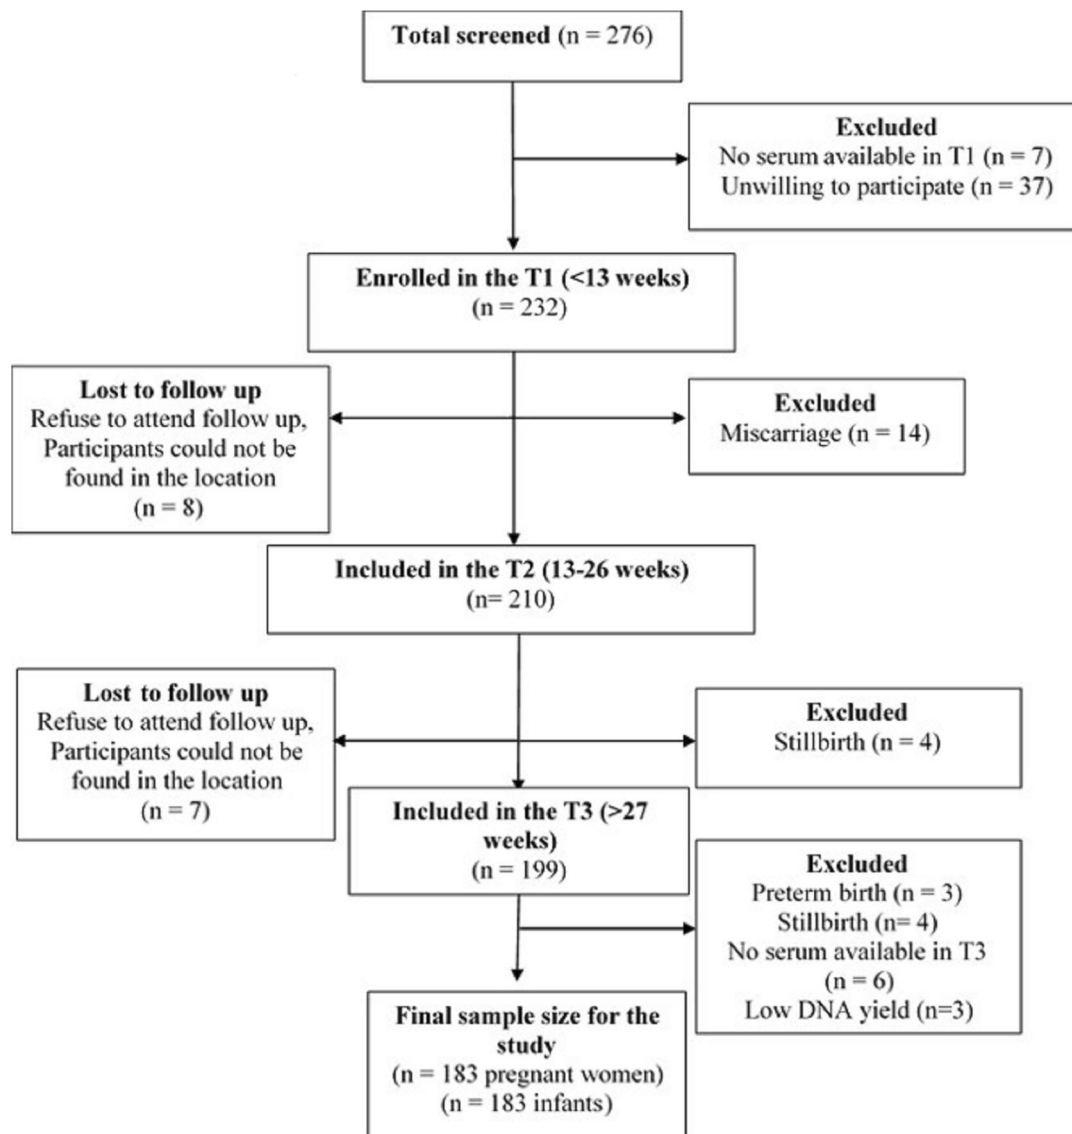 Total screened (n = 276)
Excluded
No serum available in T1 (n = 7)
Unwilling to participate (n = 37)
Enrolled in the T1 (<13 weeks)
(n = 232)
Lost to follow up
Refuse to attend follow up,
Participants could not be
found in the location
(n = 8)
Excluded
Miscarriage (n = 14)
Included in the T2 (13-26 weeks)
(n= 210)
Lost to follow up
Refuse to attend follow up,
Participants could not be
found in the location
(n = 7)
Excluded
Stillbirth (n = 4)
Included in the T3 (>27
weeks)
(n = 199)
Excluded
Preterm birth (n = 3)
Stillbirth (n= 4)
No serum available in T3
(n = 6)
Low DNA yield (n=3)
Final sample size for the
study
(n = 183 pregnant women)
(n = 183 infants)